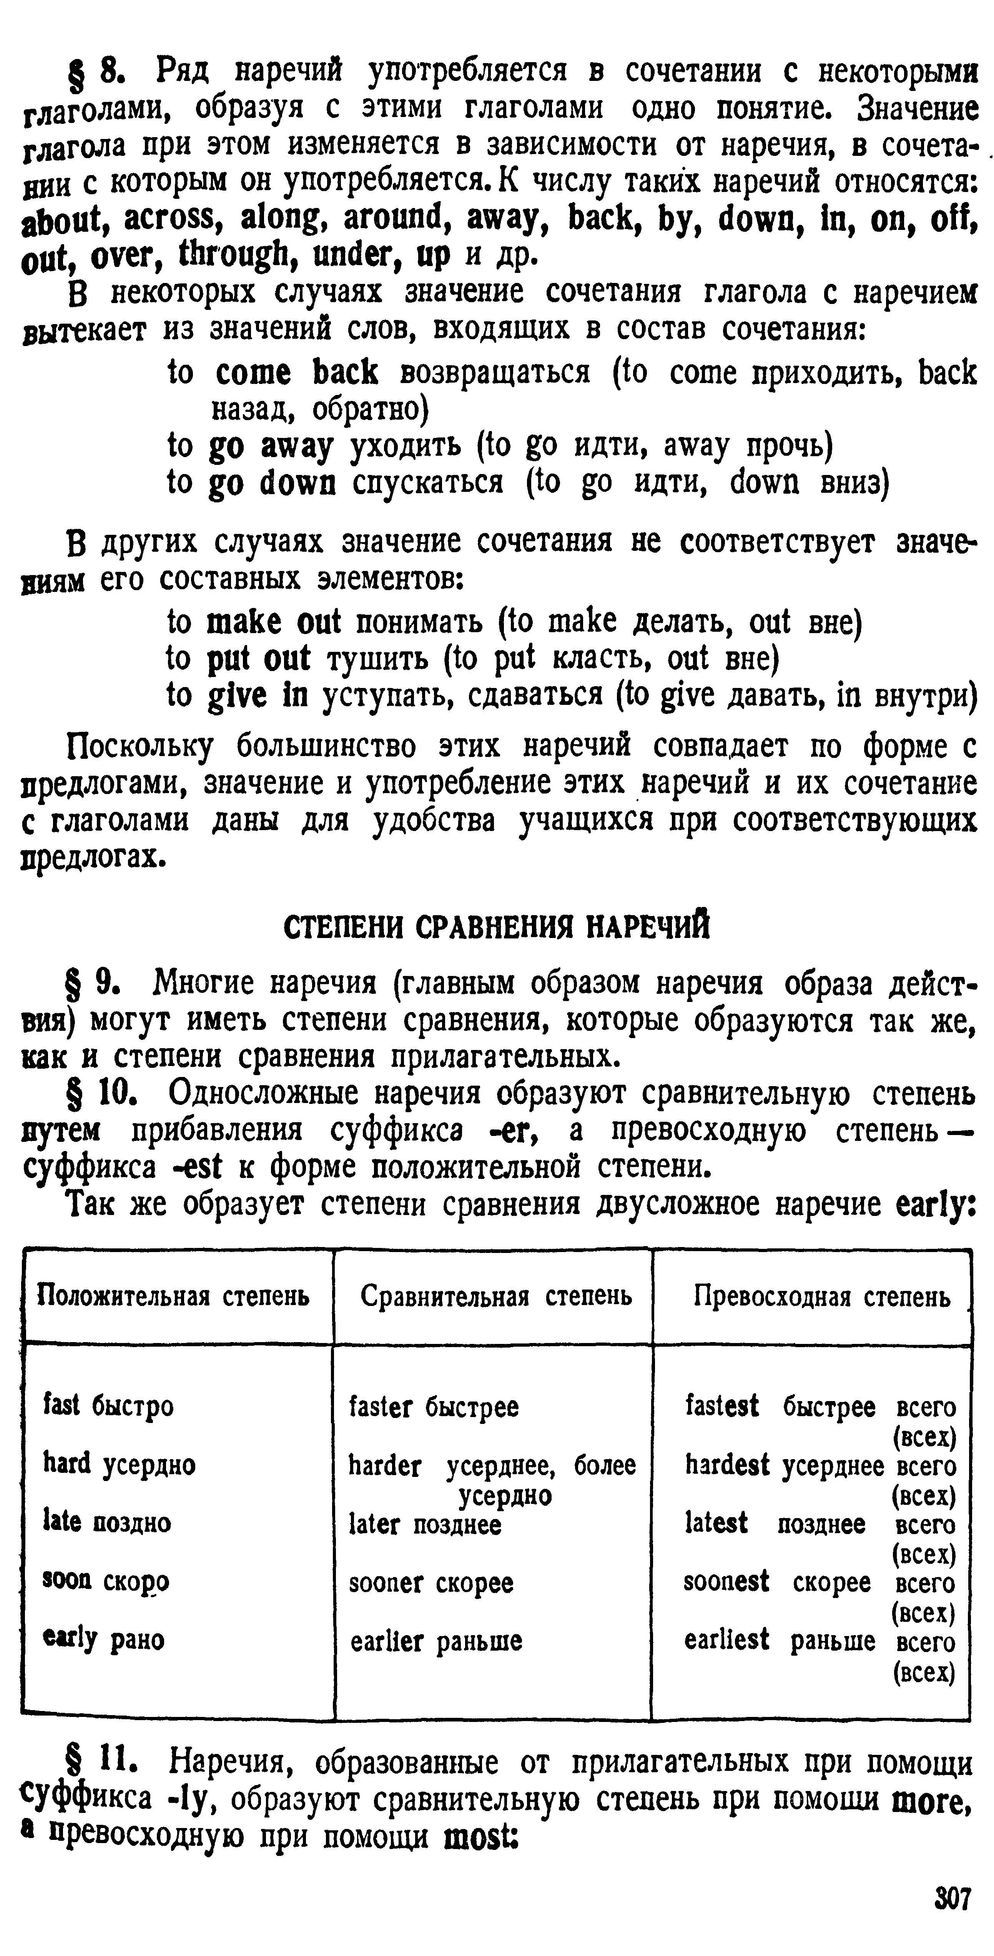 § 8. Ряд наречий употребляется в сочетании с некоторыми
глаголами, образуя с этими глаголами одно понятие. Значение
глагола при этом изменяется в зависимости от наречия, в сочета-
нии с которым он употребляется. К числу таких наречий относятся:
about, across, along, around, away, back, by, down, in, on, off,
out, over, through, under, up и др.
В некоторых случаях значение сочетания глагола с наречием
вытекает из значений слов, входящих в состав сочетания:
to come back возвращаться (to come приходить, back
назад, обратно)
to go away уходить (to go идти, away прочь)
to go down спускаться (to go идти, down вниз)
В других случаях значение сочетания не соответствует значе-
ниям его составных элементов:
to make out понимать (to make делать, out вне)
to put out тушить (to put класть, out вне)
to give in уступать, сдаваться (to give давать, in внутри)
Поскольку большинство этих наречий совпадает по форме с
предлогами, значение и употребление этих наречий и их сочетание
с глаголами даны для удобства учащихся при соответствующих
предлогах.
СТЕПЕНИ СРАВНЕНИЯ НАРЕЧИЙ
§ 9. Многие наречия (главным образом наречия образа дейст-
вия) могут иметь степени сравнения, которые образуются так же,
как и степени сравнения прилагательных.
§ 10. Односложные наречия образуют сравнительную степень
путем прибавления суффикса -er, а превосходную степень —
суффикса -est к форме положительной степени.
Так же образует степени сравнения двусложное наречие early:
Положительная степень Сравнительная степень Превосходная степень
fast быстро faster быстрее fastest быстрее всего
(всех)
hard усердно harder усерднее, более hardest усерднее всего
усердно (всех)
late поздно later позднее latest позднее всего
(всех)
soon скоро sooner скорее soonest скорее всего
(всех)
early рано earlier раньше earliest раньше всего
(всех)
§ 11. Наречия, образованные от прилагательных при помощи
суффикса -ly, образуют сравнительную степень при помощи more,
а превосходную при помощи most:
307